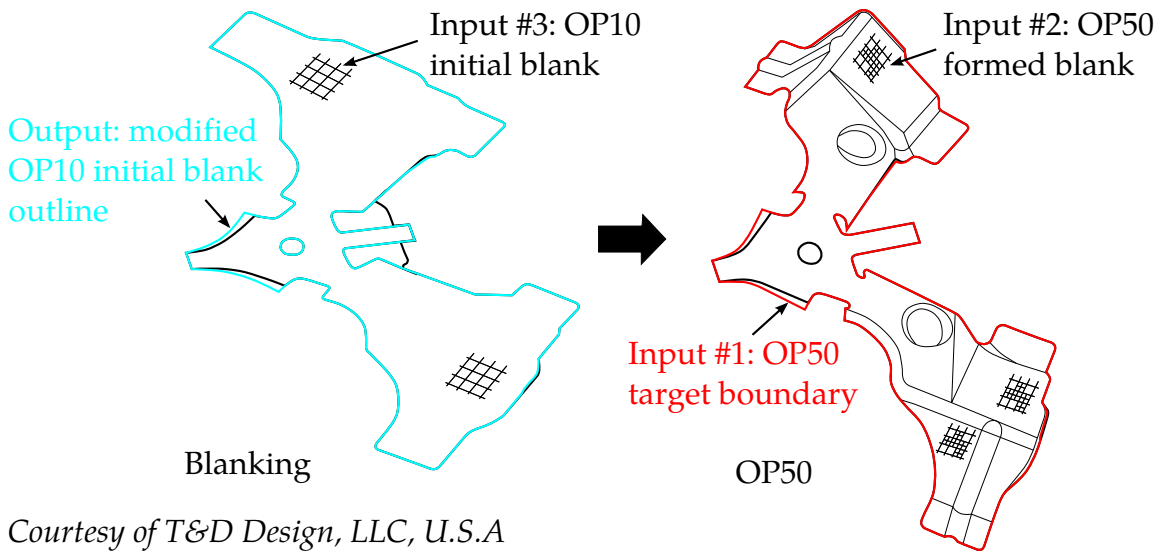 Input #3: OP10
initial blank
Input #2: OP50
formed blank
Output: modified
OP10 initial blank
outline
Input #1: OP50
target boundary
Blanking
OP50
Courtesy of T&D Design, LLC, U.S.A